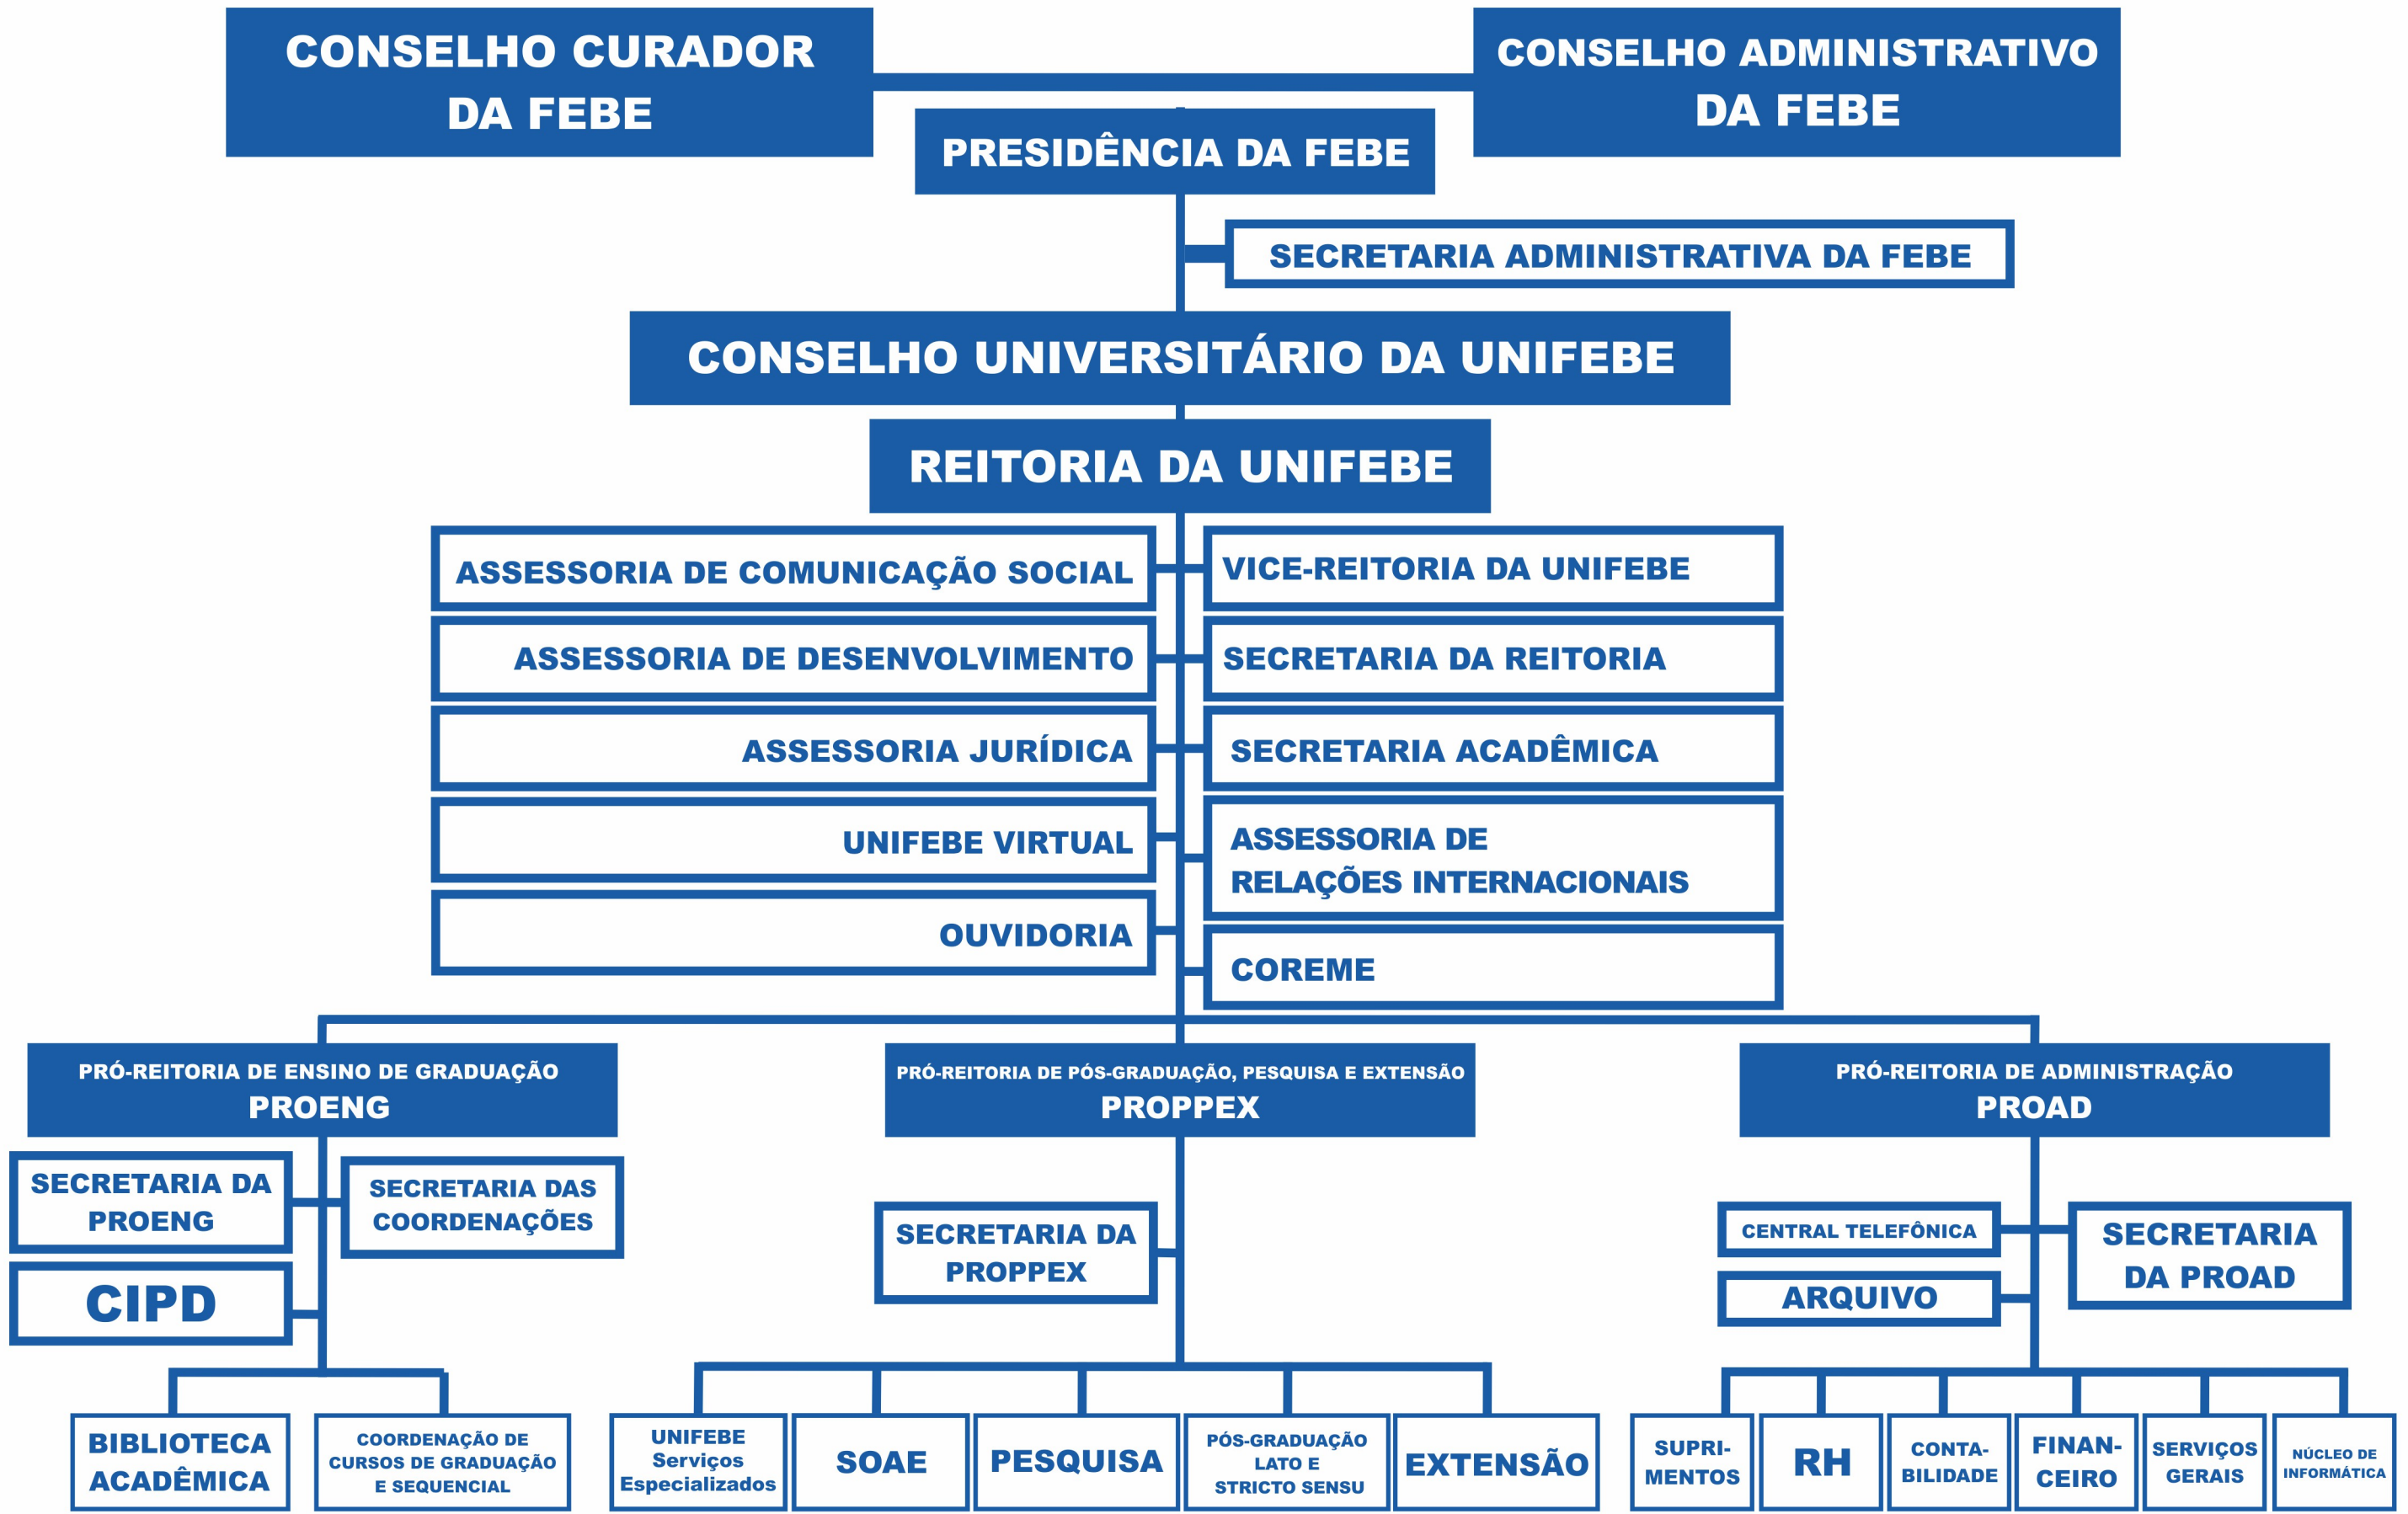 CONSELHO CURADOR
DA FEBE
CONSELHO ADMINISTRATIVO
DA FEBE
PRESIDÊNCIA DA FEBE
SECRETARIA ADMINISTRATIVA DA FEBE
CONSELHO UNIVERSITÁRIO DA UNIFEBE
REITORIA DA UNIFEBE
ASSESSORIA DE COMUNICAÇÃO SOCIAL
VICE-REITORIA DA UNIFEBE
ASSESSORIA DE DESENVOLVIMENTO
SECRETARIA DA REITORIA
ASSESSORIA JURÍDICA
SECRETARIA ACADÊMICA
UNIFEBE VIRTUAL
ASSESSORIA DE
RELAÇÕES INTERNACIONAIS
OUVIDORIA
COREME
PRÓ-REITORIA DE ENSINO DE GRADUAÇÃO
PROENG
PRÓ-REITORIA DE PÓS-GRADUAÇÃO, PESQUISA E EXTENSÃO
PROPPEX
PRÓ-REITORIA DE ADMINISTRAÇÃO
PROAD
SECRETARIA DA
PROENG
SECRETARIA DAS
COORDENAÇÕES
CIPD
SECRETARIA DA
PROPPEX
CENTRAL TELEFÔNICA
SECRETARIA
DA PROAD
ARQUIVO
BIBLIOTECA
ACADÊMICA
COORDENAÇÃO DE
CURSOS DE GRADUAÇÃO
E SEQUENCIAL
UNIFEBE
Serviços
Especializados
SOAE
PESQUISA
PÓS-GRADUAÇÃO
LATO E
STRICTO SENSU
EXTENSÃO
SUPRI-
MENTOS
RH
CONTA-
BILIDADE
FINAN-
CEIRO
SERVIÇOS
GERAIS
NÚCLEO DE
INFORMÁTICA